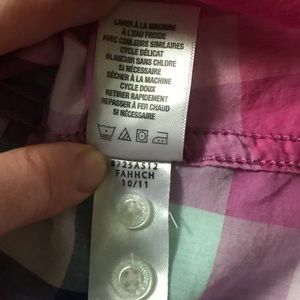 LAVER À LA MACHINE
À L'EAU FROIDE
AVEC COULEURS SIMILAIRES
CYCLE DÉLICAT
BLANCHIR SANS CHLORE
SI NÉCESSAIRE
SÉCHER À LA MACHINE
CYCLE DOUX
RETIRER RAPIDEMENT
REPASSER À FER CHAUD
SI NÉCESSAIRE
8725AS12
FAHHCH
10/11